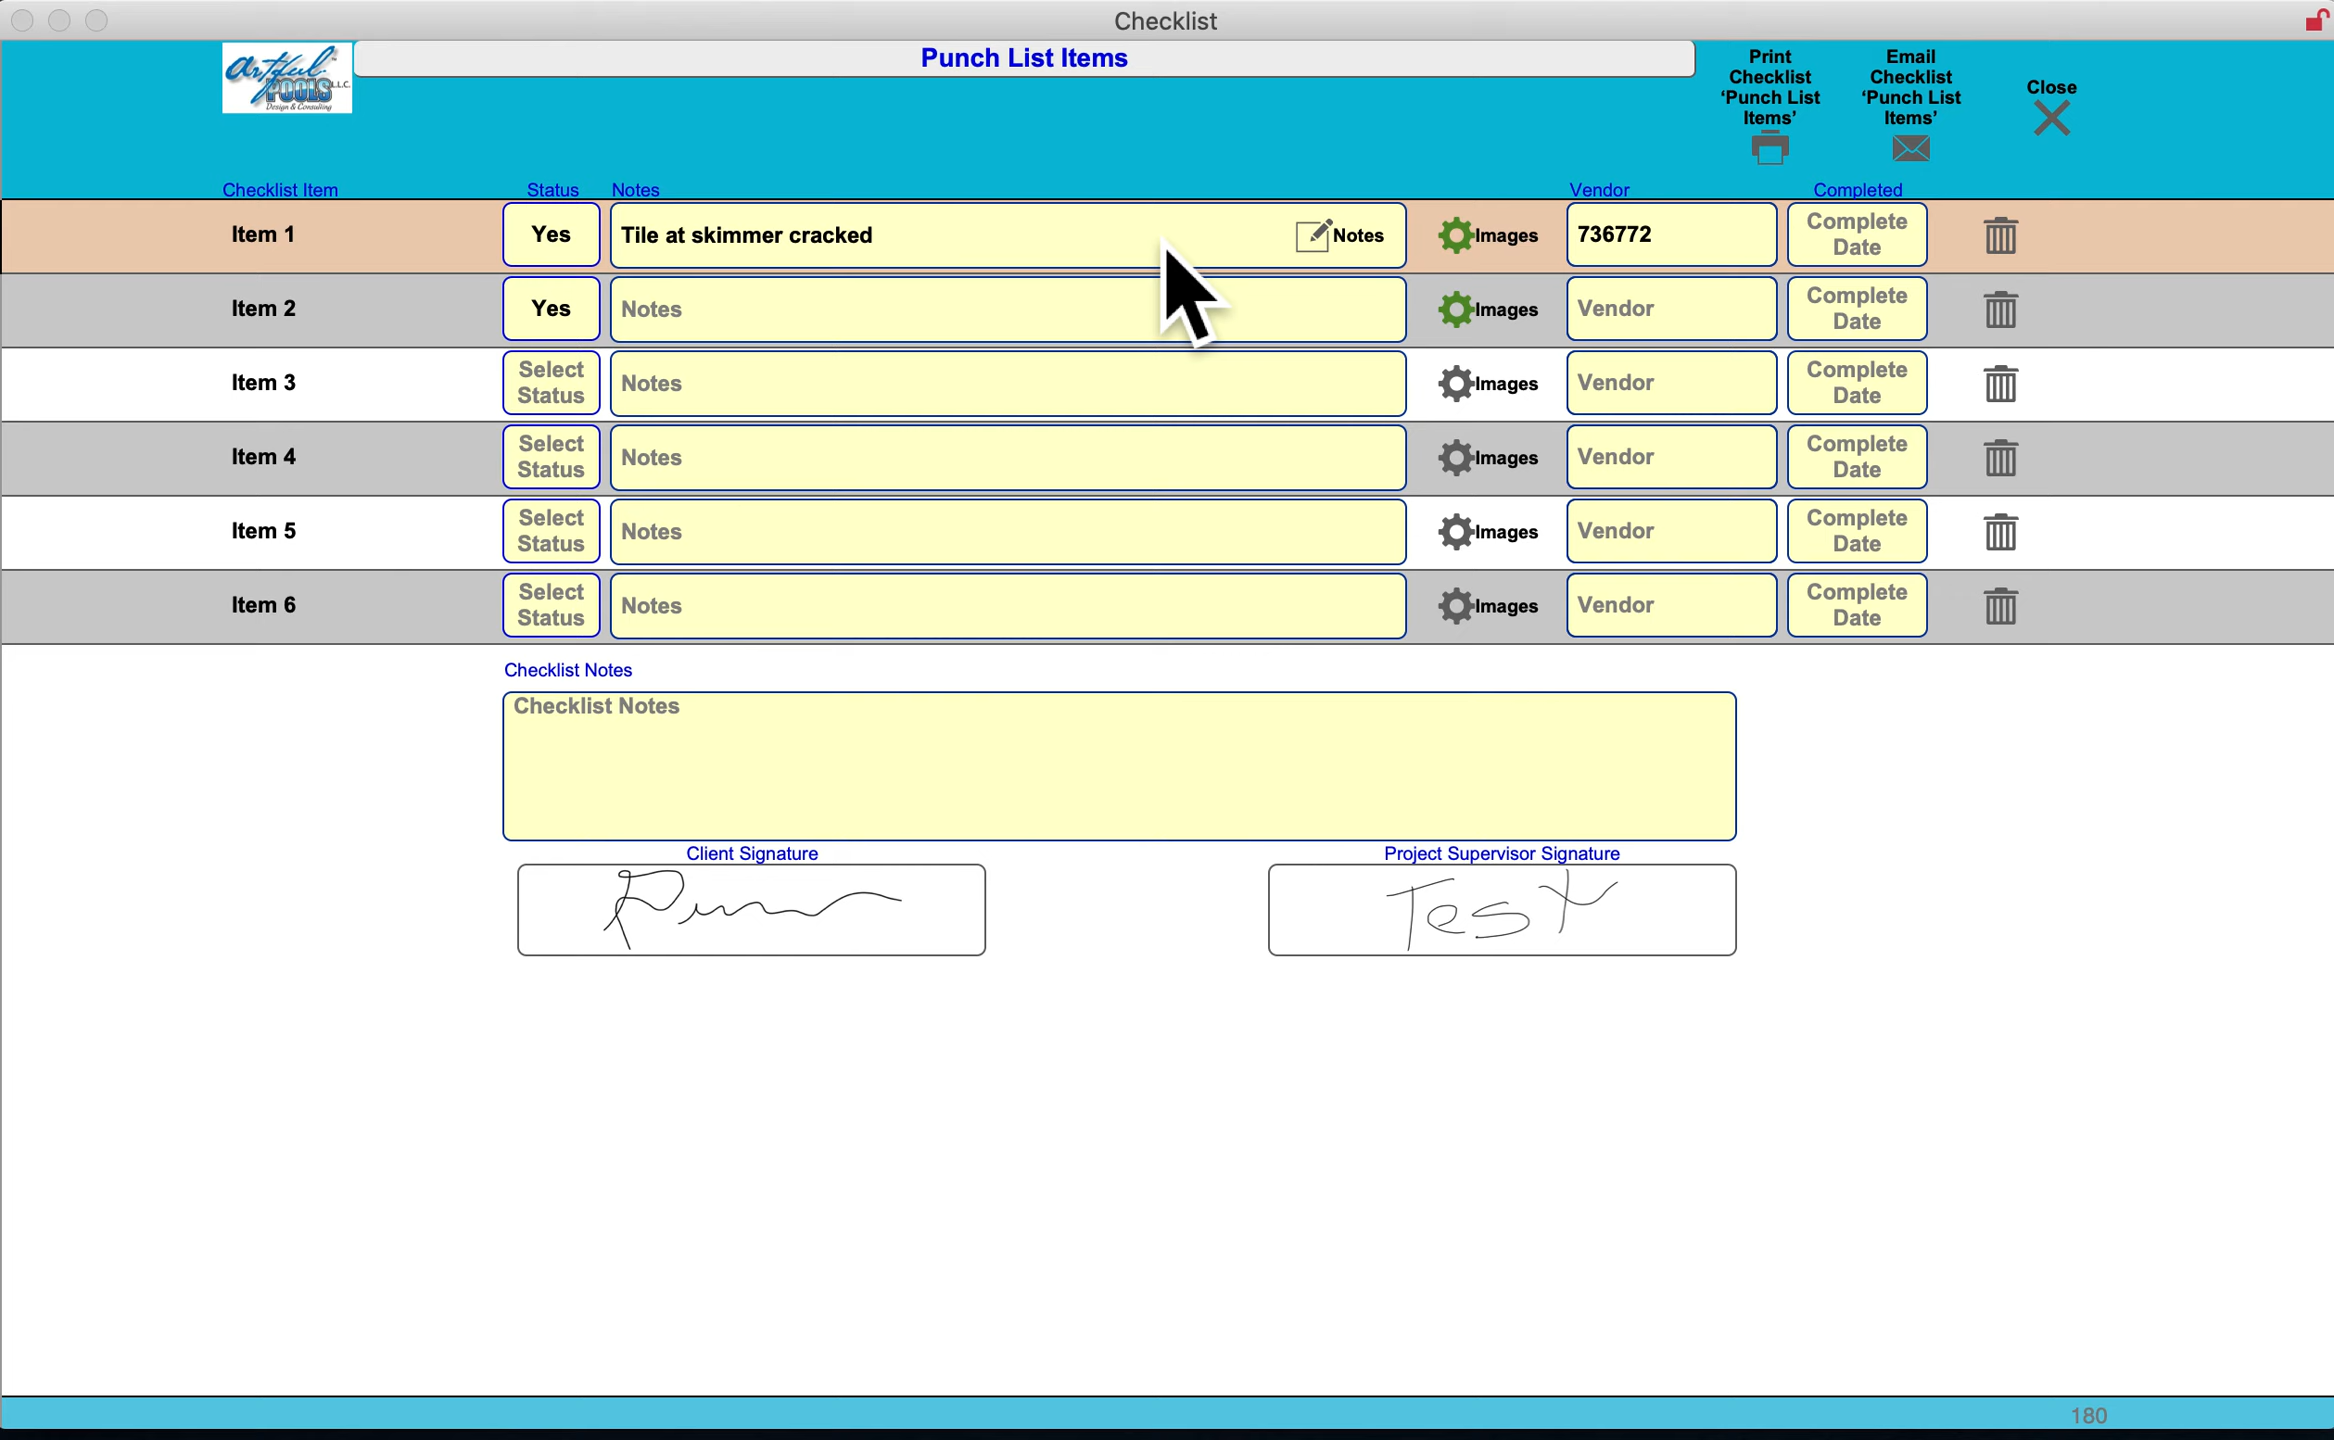 Checklist
Artful
POOLS L.L.C.
Design & Consulting
Punch List Items
Print
Checklist
‘Punch List
Items’
Email
Checklist
‘Punch List
Items’
Close
Checklist Item Status Notes Vendor Completed
Item 1 Yes Tile at skimmer cracked Notes Images 736772 Complete
Date
Item 2 Yes Notes Images Vendor Complete
Date
Item 3 Select
Status Notes Images Vendor Complete
Date
Item 4 Select
Status Notes Images Vendor Complete
Date
Item 5 Select
Status Notes Images Vendor Complete
Date
Item 6 Select
Status Notes Images Vendor Complete
Date
Checklist Notes
Checklist Notes
Client Signature Project Supervisor Signature
Test
180